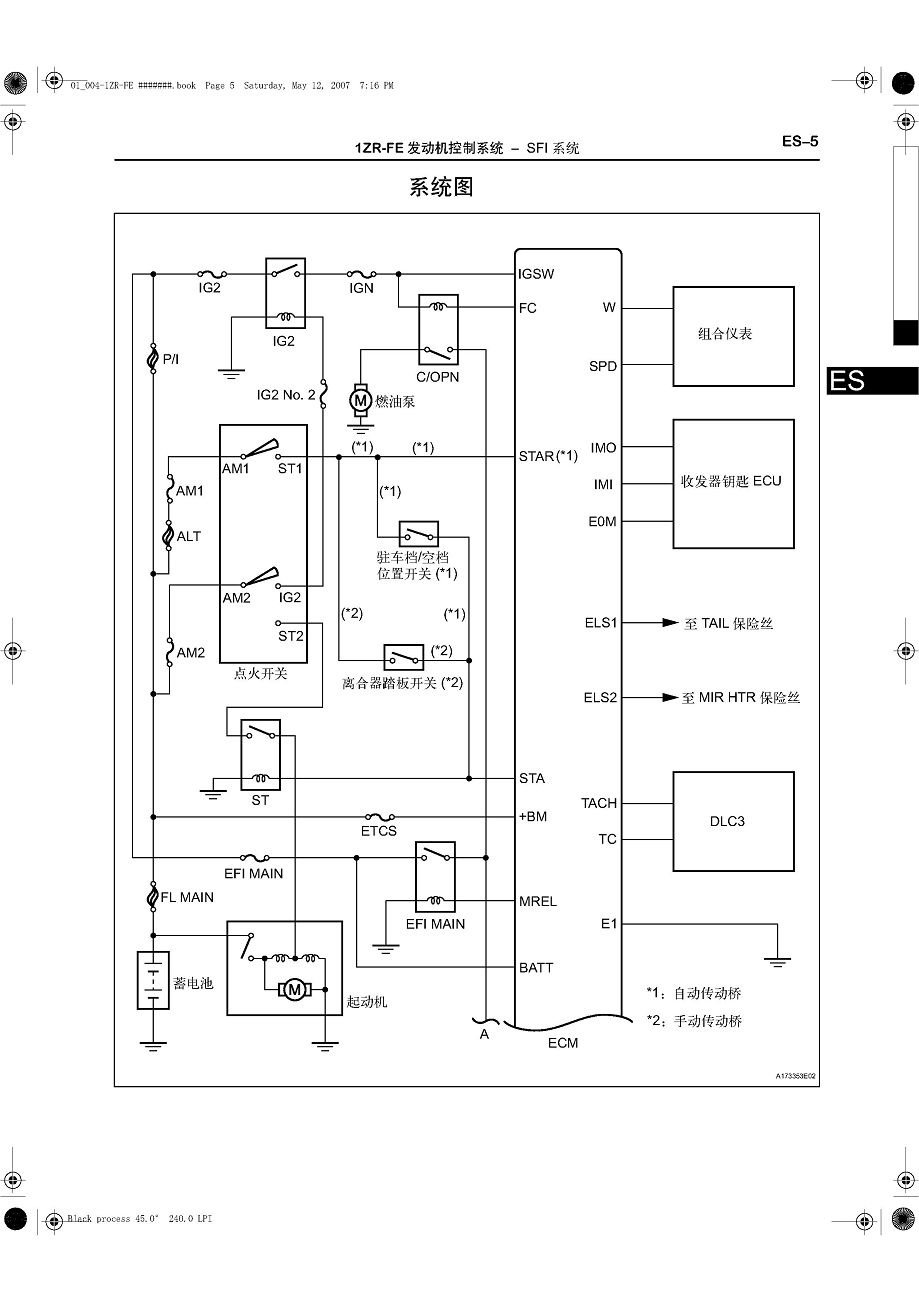 01_004-1ZR-FE #######.book Page 5 Saturday, May 12, 2007 7:16 PM
1ZR-FE 发动机控制系统 – SFI 系统
ES–5
系统图
IG2
IGN
IGSW
FC
W
IG2
C/OPN
组合仪表
SPD
P/I
IG2 No. 2
M
燃油泵
ES
(*1)
(*1)
STAR(*1)
IMO
AM1
ST1
IMI
收发器钥匙 ECU
E0M
AM1
(*1)
ALT
驻车档/空档
位置开关 (*1)
AM2
IG2
(*2)
(*1)
ELS1
至 TAIL 保险丝
ST2
AM2
(*2)
点火开关
离合器踏板开关 (*2)
ELS2
至 MIR HTR 保险丝
ST
STA
TACH
DLC3
TC
+BM
ETCS
EFI MAIN
FL MAIN
EFI MAIN
MREL
E1
BATT
蓄电池
M
起动机
*1: 自动传动桥
*2: 手动传动桥
A
ECM
A173353E02
Black process 45.0° 240.0 LPI